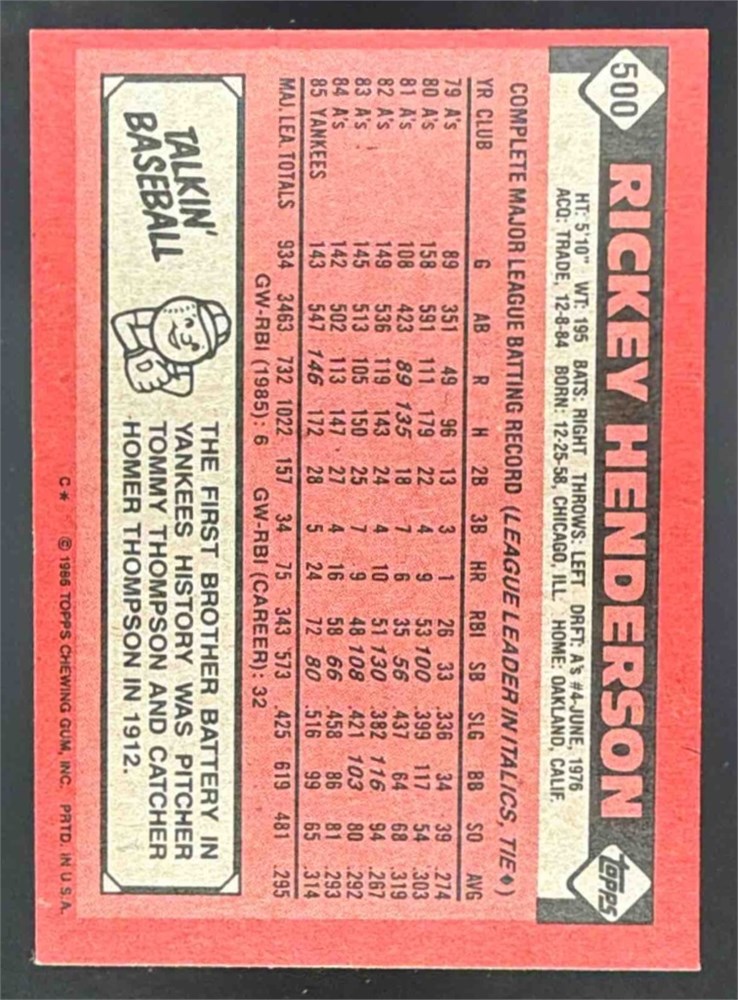 500 RICKEY HENDERSON TOPPS
HT: 5'10" WT: 195 BATS: RIGHT THROWS: LEFT DRFT: A's #4-JUNE, 1976
ACQ: TRADE, 12-8-84 BORN: 12-25-58, CHICAGO, ILL. HOME: OAKLAND, CALIF.
COMPLETE MAJOR LEAGUE BATTING RECORD (LEAGUE LEADER IN ITALICS, TIE♦)
YR CLUB G AB R H 2B 3B HR RBI SB SLG BB SO AVG
79 A's 89 351 49 96 13 3 1 26 33 .336 34 39 .274
80 A's 158 591 111 179 22 4 9 53 100 .399 117 54 .303
81 A's 108 423 89 135 18 7 6 35 56 .437 64 68 .319
82 A's 149 536 119 143 24 4 10 51 130 .382 116 94 .267
83 A's 145 513 105 150 25 7 9 48 108 .421 103 80 .292
84 A's 142 502 113 147 27 4 16 58 66 .458 86 81 .293
85 YANKEES 143 547 146 172 28 5 24 72 80 .516 99 65 .314
MAJ. LEA. TOTALS 934 3463 732 1022 157 34 75 343 573 .425 619 481 .295
GW-RBI (1985): 6 GW-RBI (CAREER): 32
TALKIN'
BASEBALL
THE FIRST BROTHER BATTERY IN
YANKEES HISTORY WAS PITCHER
TOMMY THOMPSON AND CATCHER
HOMER THOMPSON IN 1912.
C* © 1986 TOPPS CHEWING GUM, INC. PRTD. IN U.S.A.